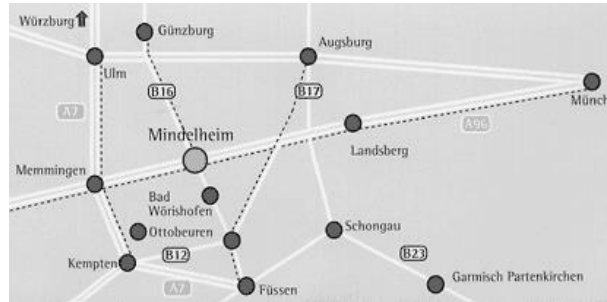 Würzburg
Günzburg
Augsburg
Ulm
B16
B17
Münch
A7
Mindelheim
A96
Landsberg
Memmingen
Bad
Wörishofen
Ottobeuren
Schongau
B12
B23
Kempten
A7
Füssen
Garmisch Partenkirchen